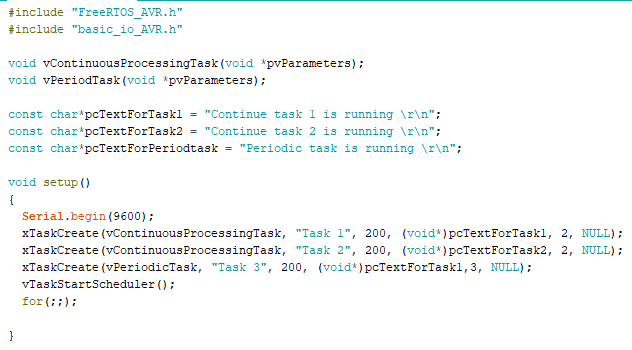 #include "FreeRTOS_AVR.h"
#include "basic_io_AVR.h"
void vContinuousProcessingTask(void *pvParameters);
void vPeriodTask(void *pvParameters);
const char*pcTextForTask1 = "Continue task 1 is running \r\n";
const char*pcTextForTask2 = "Continue task 2 is running \r\n";
const char*pcTextForPeriodtask = "Periodic task is running \r\n";
void setup()
{
Serial.begin(9600);
xTaskCreate(vContinuousProcessingTask, "Task 1", 200, (void*)pcTextForTask1, 2, NULL);
xTaskCreate(vContinuousProcessingTask, "Task 2", 200, (void*)pcTextForTask2, 2, NULL);
xTaskCreate(vPeriodicTask, "Task 3", 200, (void*)pcTextForTask1,3, NULL);
vTaskStartScheduler();
for(;;);
}